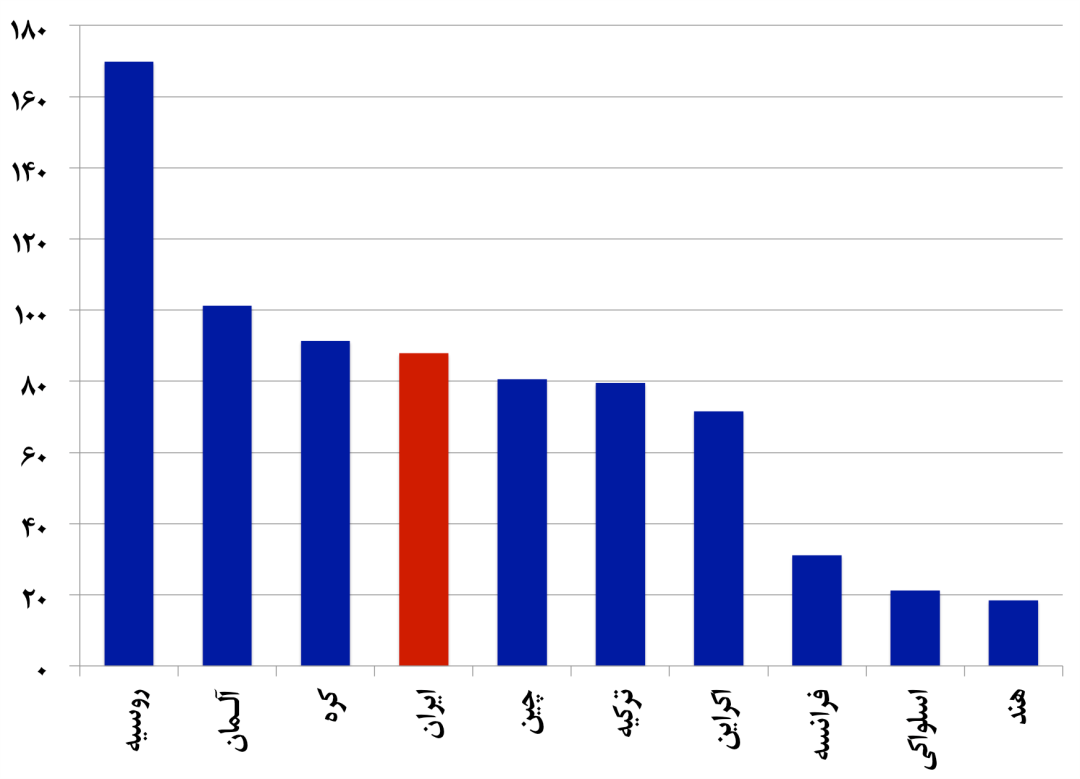 ۱۸۰
۱۶۰
۱۴۰
۱۲۰
۱۰۰
۸۰
۶۰
۴۰
۲۰
۰
روسیه
آلـمان
کره
ایران
چین
ترکیه
اکراین
فرانسه
اسلواکی
هند